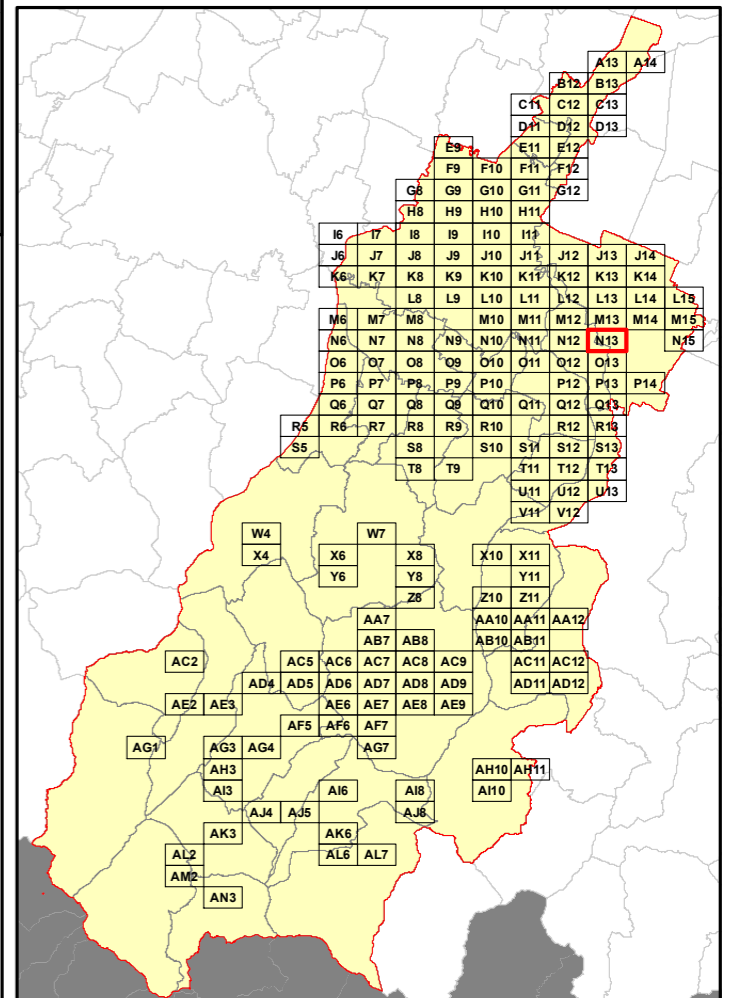 A13 A14
B12 B13
C11 C12 C13
D11 D12 D13
E9 E11 E12
F9 F10 F11 F12
G8 G9 G10 G11 G12
H8 H9 H10 H11
I6 I7 I8 I9 I10 I11
J6 J7 J8 J9 J10 J11 J12 J13 J14
K6 K7 K8 K9 K10 K11 K12 K13 K14
L8 L9 L10 L11 L12 L13 L14 L15
M6 M7 M8 M10 M11 M12 M13 M14 M15
N6 N7 N8 N9 N10 N11 N12 N13 N15
O6 O7 O8 O9 O10 O11 O12 O13
P6 P7 P8 P9 P10 P12 P13 P14
Q6 Q7 Q8 Q9 Q10 Q11 Q12 Q13
R5 R6 R7 R8 R9 R10 R12 R13
S5 S8 S10 S11 S12 S13
T8 T9 T11 T12 T13
U11 U12 U13
V11 V12
W4 W7
X4 X6 X8 X10 X11
Y6 Y8 Y11
Z8 Z10 Z11
AA7 AA10 AA11 AA12
AB7 AB8 AB10 AB11
AC2 AC5 AC6 AC7 AC8 AC9 AC11 AC12
AD4 AD5 AD6 AD7 AD8 AD9 AD11 AD12
AE2 AE3 AE6 AE7 AE8 AE9
AF5 AF6 AF7
AG1 AG3 AG4 AG7
AH3 AH10 AH11
AI3 AI6 AI8 AI10
AJ4 AJ5 AJ8
AK3 AK6
AL2 AL6 AL7
AM2
AN3